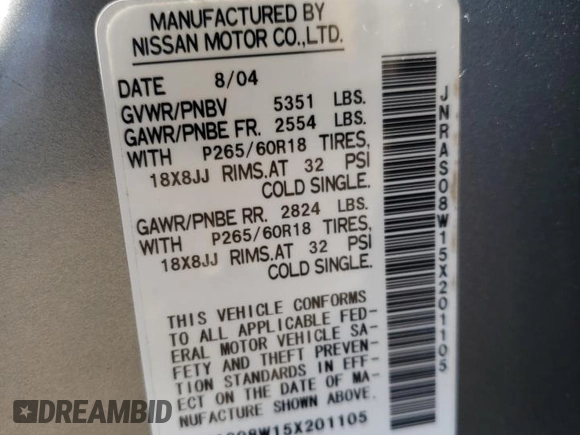 MANUFACTURED BY
NISSAN MOTOR CO.,LTD.
DATE 8/04
GVWR/PNBV 5351 LBS.
GAWR/PNBE FR. 2554 LBS.
WITH P265/60R18 TIRES,
18X8JJ RIMS.AT 32 PSI
COLD SINGLE.
GAWR/PNBE RR. 2824 LBS.
WITH P265/60R18 TIRES,
18X8JJ RIMS.AT 32 PSI
COLD SINGLE.
THIS VEHICLE CONFORMS
TO ALL APPLICABLE FED-
ERAL MOTOR VEHICLE SA-
FETY AND THEFT PREVEN-
TION STANDARDS IN EFF-
ECT ON THE DATE OF MA-
NUFACTURE SHOWN ABOVE.
S08W15X201105
JNRAS08W15X201105
DREAMBID